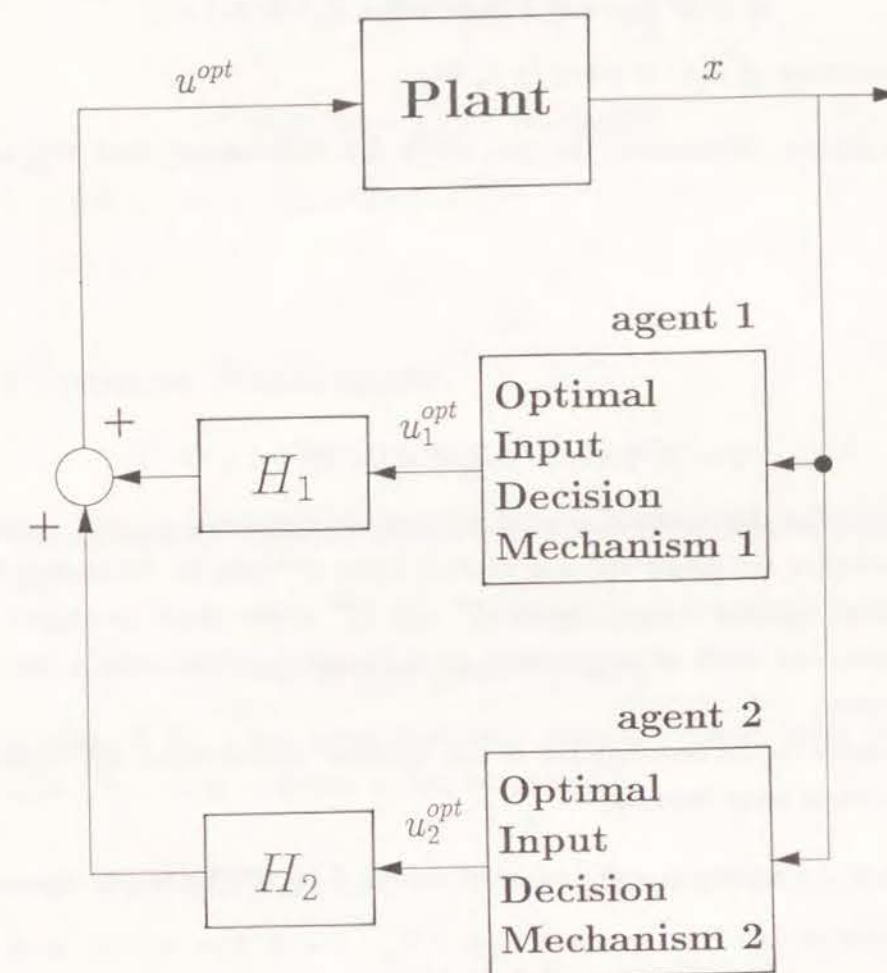 u^{opt}
Plant
x
agent 1
Optimal
Input
Decision
Mechanism 1
u_1^{opt}
H_1
+
+
agent 2
Optimal
Input
Decision
Mechanism 2
u_2^{opt}
H_2